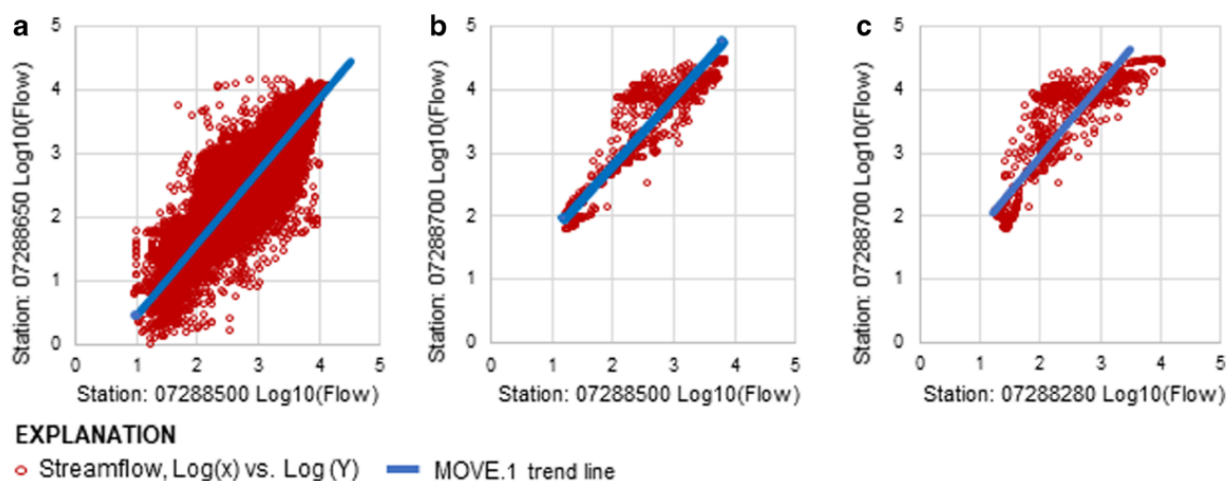 a
5
4
3
2
1
0
0 1 2 3 4 5
Station: 07288650 Log10(Flow)
Station: 07288500 Log10(Flow)
b
5
4
3
2
1
0
0 1 2 3 4 5
Station: 07288700 Log10(Flow)
Station: 07288500 Log10(Flow)
c
5
4
3
2
1
0
0 1 2 3 4 5
Station: 07288700 Log10(Flow)
Station: 07288280 Log10(Flow)
EXPLANATION
Streamflow, Log(x) vs. Log (Y) MOVE.1 trend line